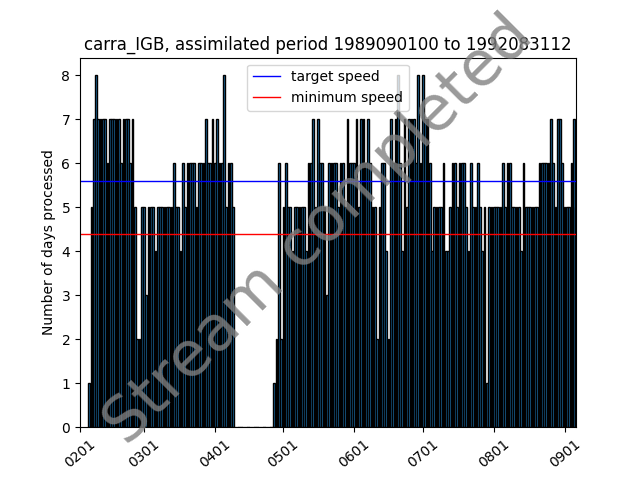 carra_IGB, assimilated period 1989090100 to 1992083112
target speed
minimum speed
Number of days processed
8
7
6
5
4
3
2
1
0
0201 0301 0401 0501 0601 0701 0801 0901
Stream completed